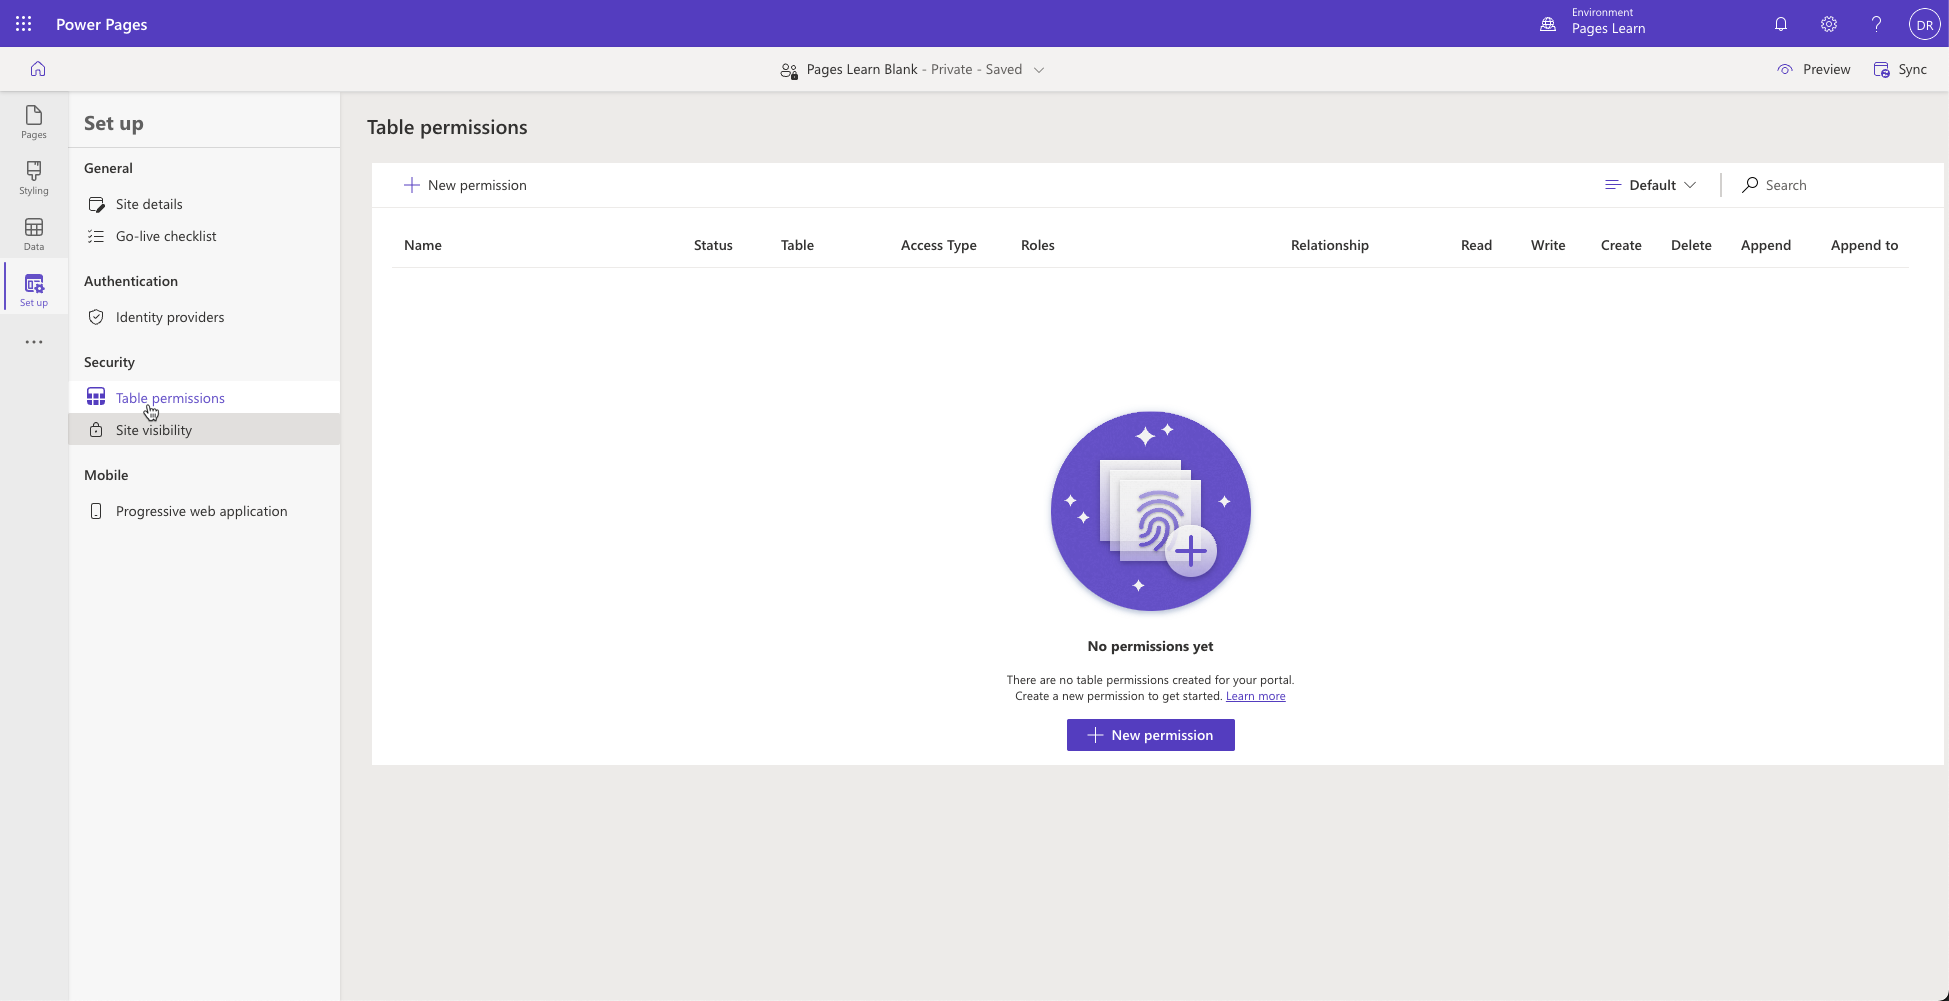 Power Pages
Environment
Pages Learn
?
DR
Pages Learn Blank - Private - Saved
Preview
Sync
Pages
Styling
Data
Set up
Set up
General
Site details
Go-live checklist
Authentication
Identity providers
Security
Table permissions
Site visibility
Mobile
Progressive web application
Table permissions
New permission
Default
Search
Name Status Table Access Type Roles Relationship Read Write Create Delete Append Append to
No permissions yet
There are no table permissions created for your portal.
Create a new permission to get started. Learn more
New permission